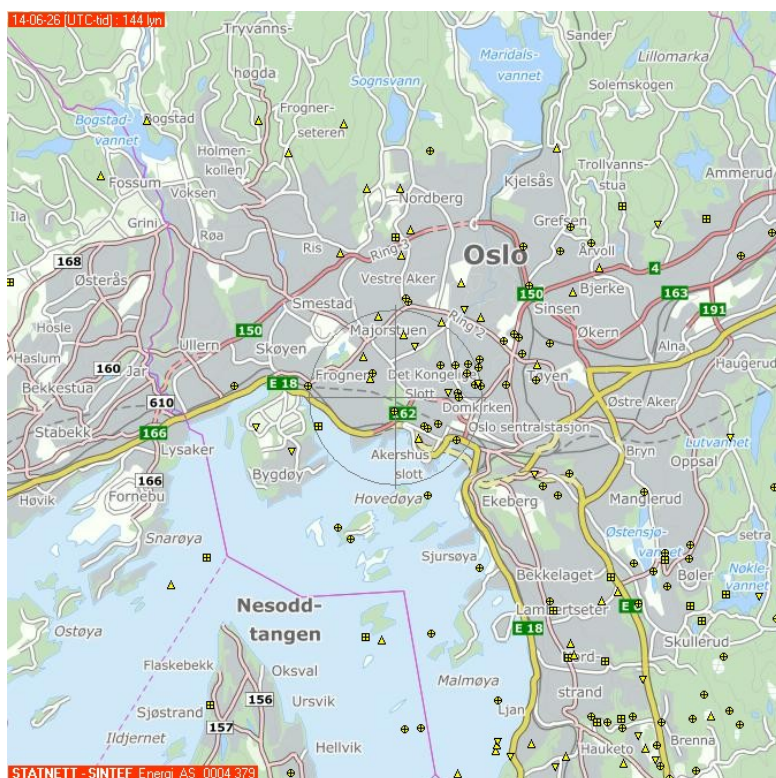 14-06-26 [UTC-tid] : 144 lyn
Tryvanns-
høgda
Sander
Maridals-
vannet
Lillomarka
Sognsvann
Solemskogen
Bogstad
Frogner-
seteren
Bogstad-
vannet
Holmen-
kollen
Trollvanns-
stua
Fossum
Voksen
Nordberg
Kjelsås
Ammerud
Ila
Grini
Røa
Grefsen
Ris
Ring 3
Oslo
Årvoll
168
Østerås
Vestre Aker
4
Smestad
150
Bjerke
163
Hosle
150
Majorstuen
Ring 2
Sinsen
191
Ullern
Skøyen
Økern
Alna
Haslum
160
Jar
Haugerud
Bekkestua
E 18
Frogner
Det Kongelige
Slott
Tøyen
610
162
Domkirken
Østre Aker
Stabekk
166
Lysaker
Oslo sentralstasjon
Lutvannet
Bygdøy
Akershus
slott
Bryn
Oppsal
166
Høvik
Fornebu
Hovedøya
Ekeberg
Manglerud
Snarøya
Sjursøya
Østensjø-
vannet
setra
Bekkelaget
Bøler
Nøkle-
vannet
Nesodd-
tangen
Lambertseter
E 6
Østøya
E 18
Skullerud
Flaskebekk
Oksval
Nord-
strand
Malmøya
156
Ursvik
Sjøstrand
Ljan
157
Ildjernet
Hellvik
Hauketo
Brenna
STATNETT - SINTEF Energi AS 0004.379